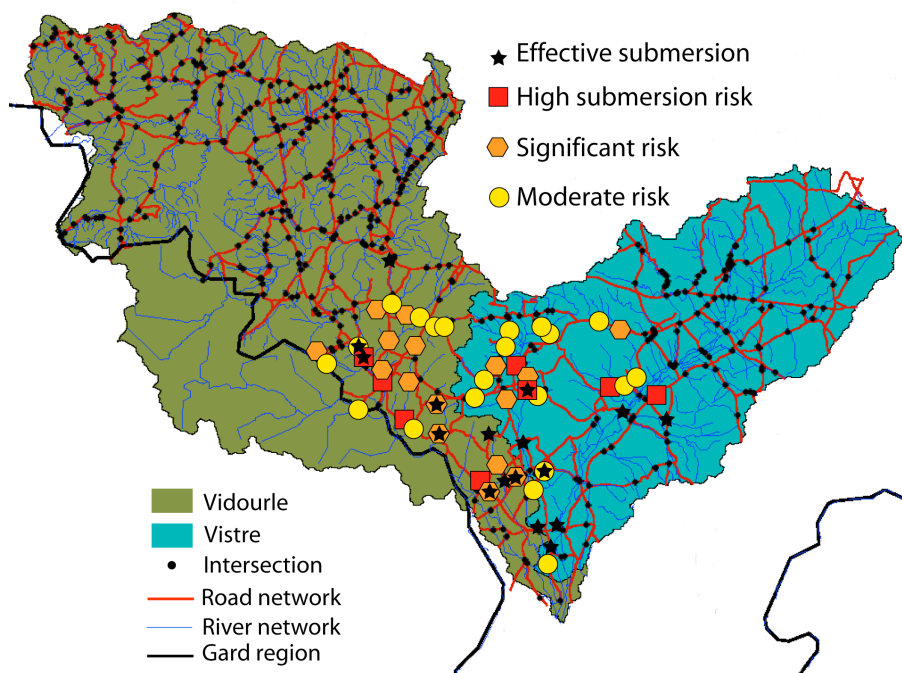 Effective submersion
High submersion risk
Significant risk
Moderate risk
Vidourle
Vistre
Intersection
Road network
River network
Gard region